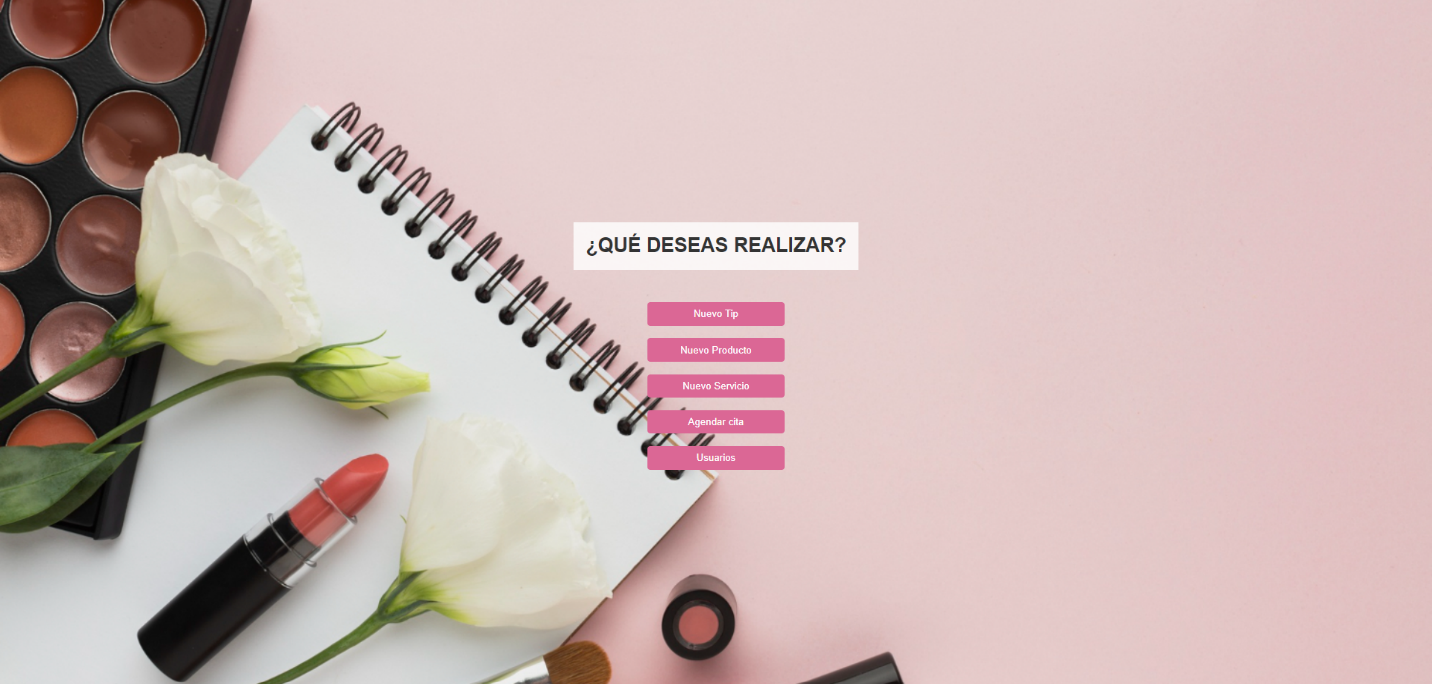 ¿QUÉ DESEAS REALIZAR?
Nuevo Tip
Nuevo Producto
Nuevo Servicio
Agendar cita
Usuarios